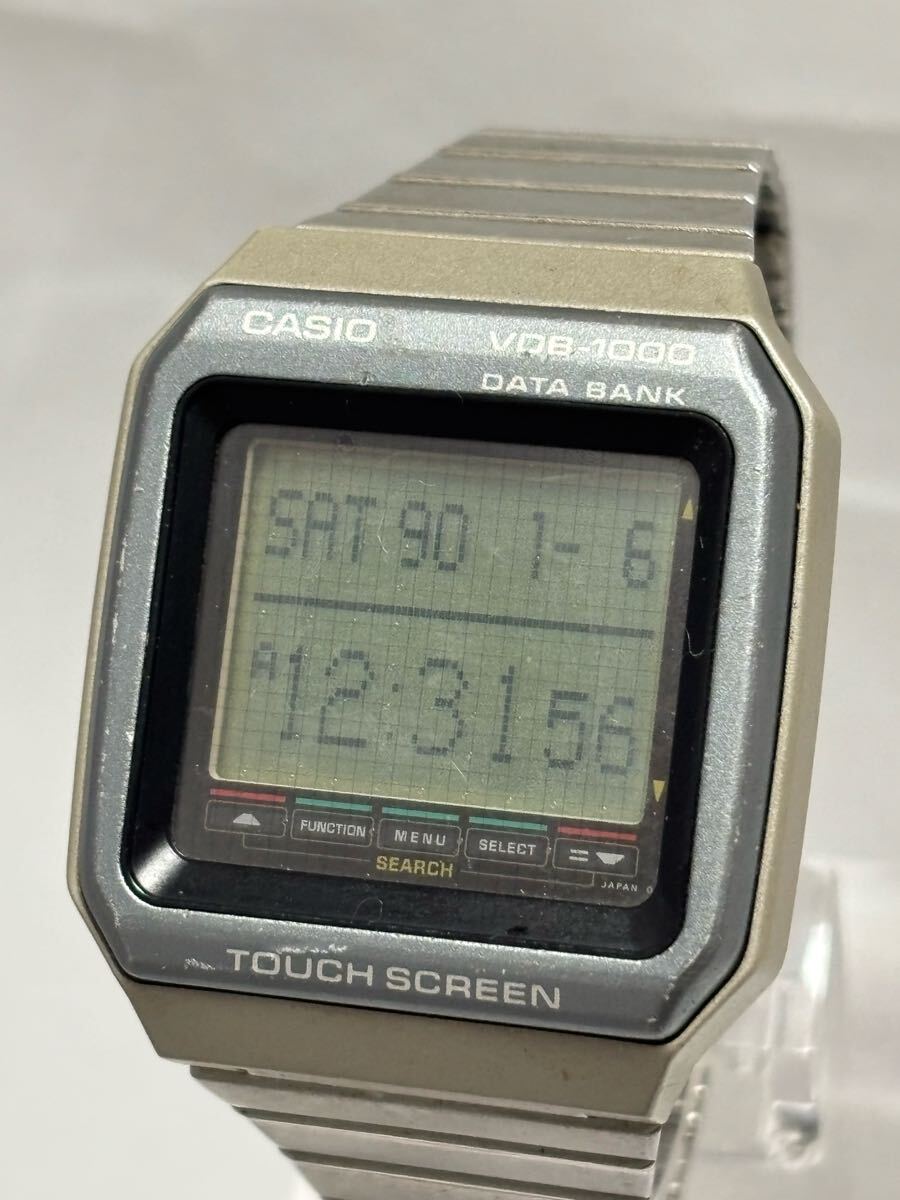 CASIO VDB-1000
DATA BANK
SAT 90 1- 6
A 12:31 56
FUNCTION MENU SELECT =
SEARCH
JAPAN
TOUCH SCREEN